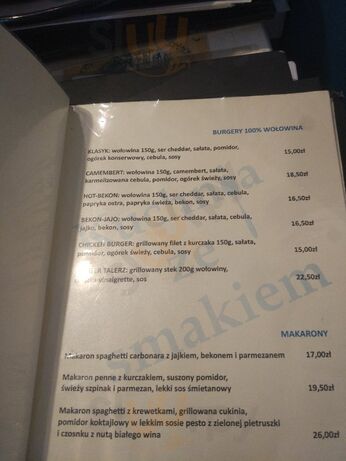 BURGERY 100% WOŁOWINA
KLASYK: wołowina 150g, ser cheddar, sałata, pomidor,
ogórek konserwowy, cebula, sosy 15,00zł
CAMEMBERT: wołowina 150g, camembert, sałata,
karmelizowana cebula, pomidor, ogórek świeży, sosy 18,50zł
HOT-BEKON: wołowina 150g, ser cheddar, sałata, cebula,
papryka ostra, papryka świeża, bekon, sosy 16,50zł
BEKON-JAJO: wołowina 150g, ser cheddar, sałata, cebula,
jajko, bekon, sosy 16,50zł
CHICKEN BURGER: grillowany filet z kurczaka 150g, sałata,
pomidor, ogórek świeży, cebula, sosy 15,00zł
TALERZ: grillowany stek 200g wołowiny,
vinaigrette, sos 22,50zł
smakiem
MAKARONY
Makaron spaghetti carbonara z jajkiem, bekonem i parmezanem 17,00zł
Makaron penne z kurczakiem, suszony pomidor,
świeży szpinak i parmezan, lekki sos śmietanowy 19,50zł
Makaron spaghetti z krewetkami, grillowana cukinia,
pomidor koktajlowy w lekkim sosie pesto z zielonej pietruszki
i czosnku z nutą białego wina 26,00zł